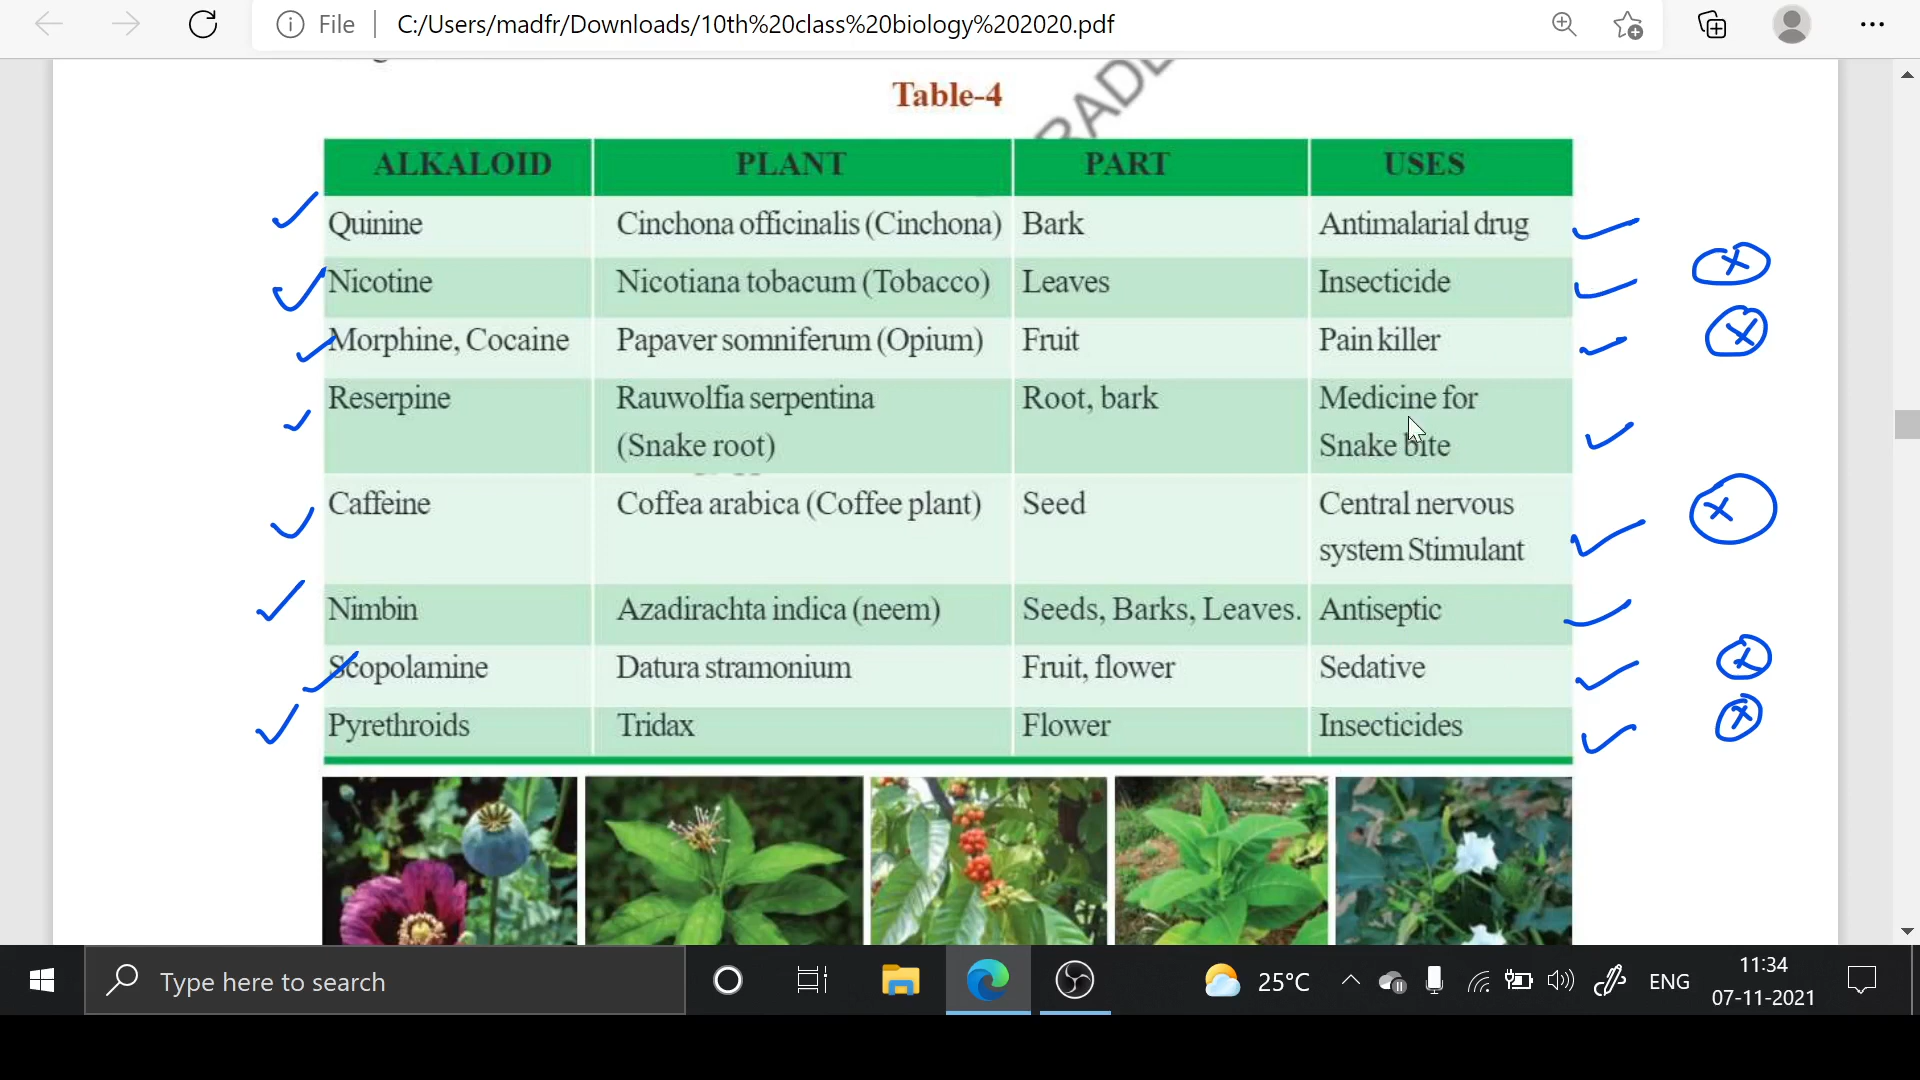 File C:/Users/madfr/Downloads/10th%20class%20biology%202020.pdf
Table-4
ALKALOID PLANT PART USES
Quinine Cinchona officinalis (Cinchona) Bark Antimalarial drug
Nicotine Nicotiana tobacum (Tobacco) Leaves Insecticide
Morphine, Cocaine Papaver somniferum (Opium) Fruit Pain killer
Reserpine Rauwolfia serpentina Root, bark Medicine for
(Snake root) Snake bite
Caffeine Coffea arabica (Coffee plant) Seed Central nervous
system Stimulant
Nimbin Azadirachta indica (neem) Seeds, Barks, Leaves. Antiseptic
Scopolamine Datura stramonium Fruit, flower Sedative
Pyrethroids Tridax Flower Insecticides
Type here to search 25°C ENG 11:34
07-11-2021